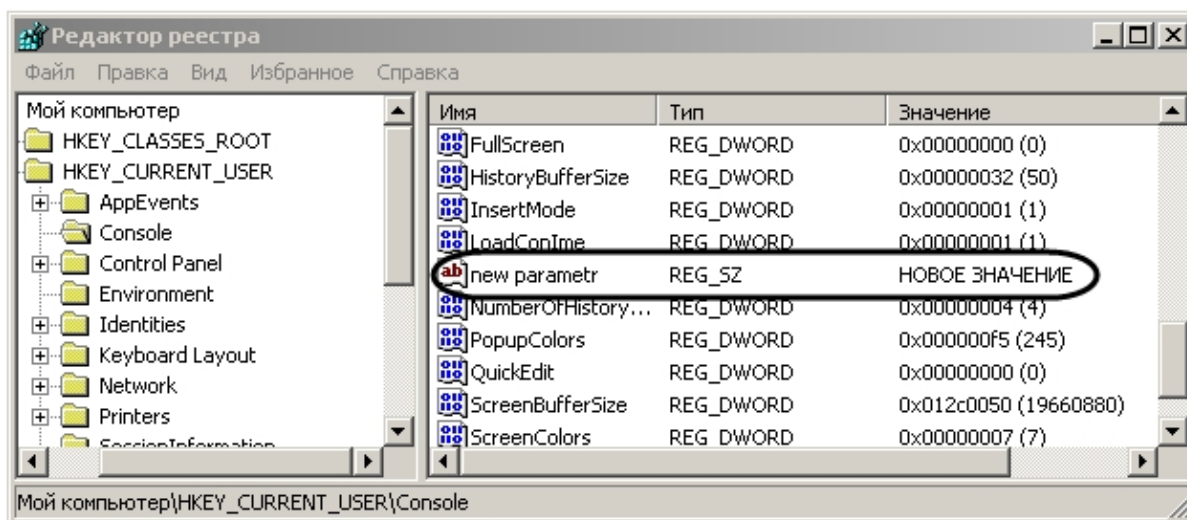 Редактор реестра
Файл Правка Вид Избранное Справка
Мой компьютер
HKEY_CLASSES_ROOT
HKEY_CURRENT_USER
AppEvents
Console
Control Panel
Environment
Identities
Keyboard Layout
Network
Printers
SessionInformation
Имя Тип Значение
FullScreen REG_DWORD 0x00000000 (0)
HistoryBufferSize REG_DWORD 0x00000032 (50)
InsertMode REG_DWORD 0x00000001 (1)
LoadConIme REG_DWORD 0x00000001 (1)
new parametr REG_SZ НОВОЕ ЗНАЧЕНИЕ
NumberOfHistory... REG_DWORD 0x00000004 (4)
PopupColors REG_DWORD 0x000000f5 (245)
QuickEdit REG_DWORD 0x00000000 (0)
ScreenBufferSize REG_DWORD 0x012c0050 (19660880)
ScreenColors REG_DWORD 0x00000007 (7)
Мой компьютер\HKEY_CURRENT_USER\Console